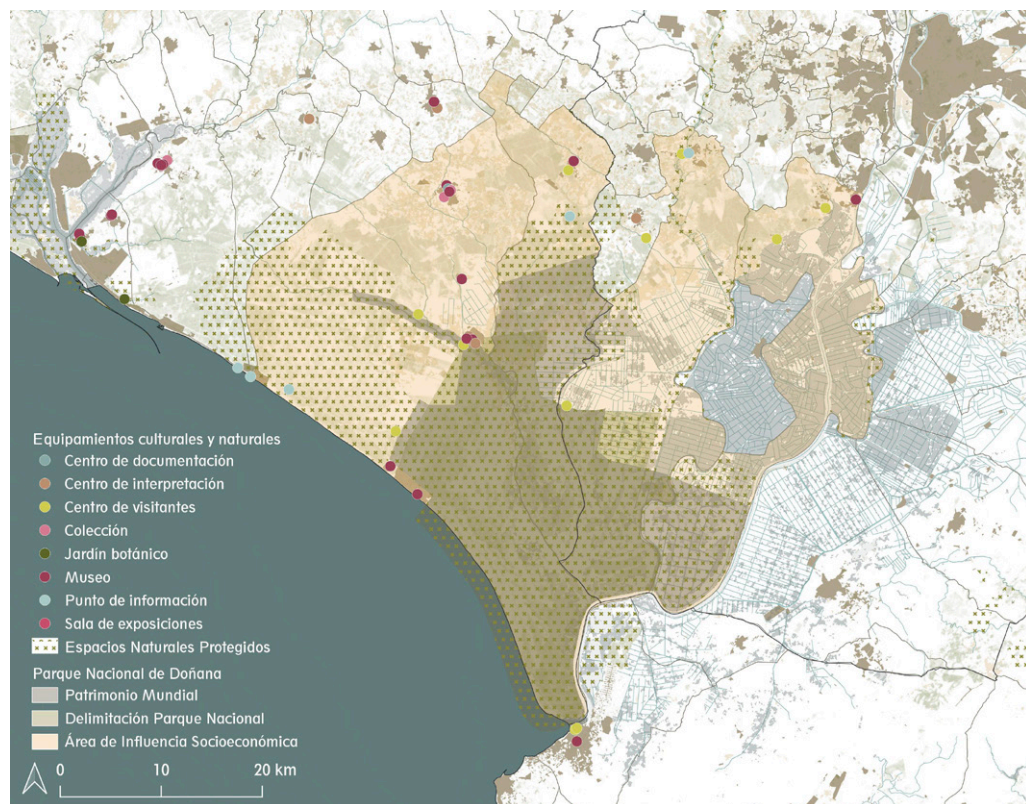 Equipamientos culturales y naturales
Centro de documentación
Centro de interpretación
Centro de visitantes
Colección
Jardín botánico
Museo
Punto de información
Sala de exposiciones
Espacios Naturales Protegidos
Parque Nacional de Doñana
Patrimonio Mundial
Delimitación Parque Nacional
Área de Influencia Socioeconómica
0 10 20 km